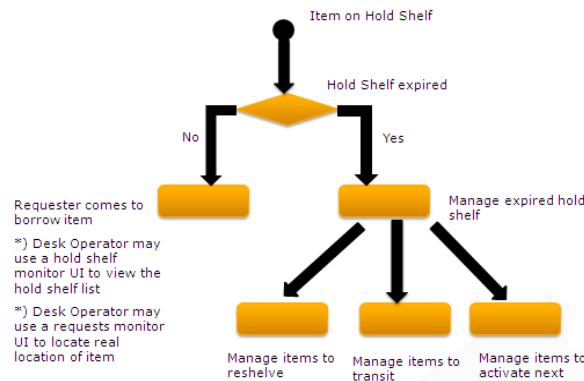 Item on Hold Shelf
Hold Shelf expired
No
Yes
Requester comes to
borrow item
*) Desk Operator may
use a hold shelf
monitor UI to view the
hold shelf list
*) Desk Operator may
use a requests monitor
UI to locate real
location of item
Manage expired hold
shelf
Manage items to
reshelve
Manage items to
transit
Manage items to
activate next